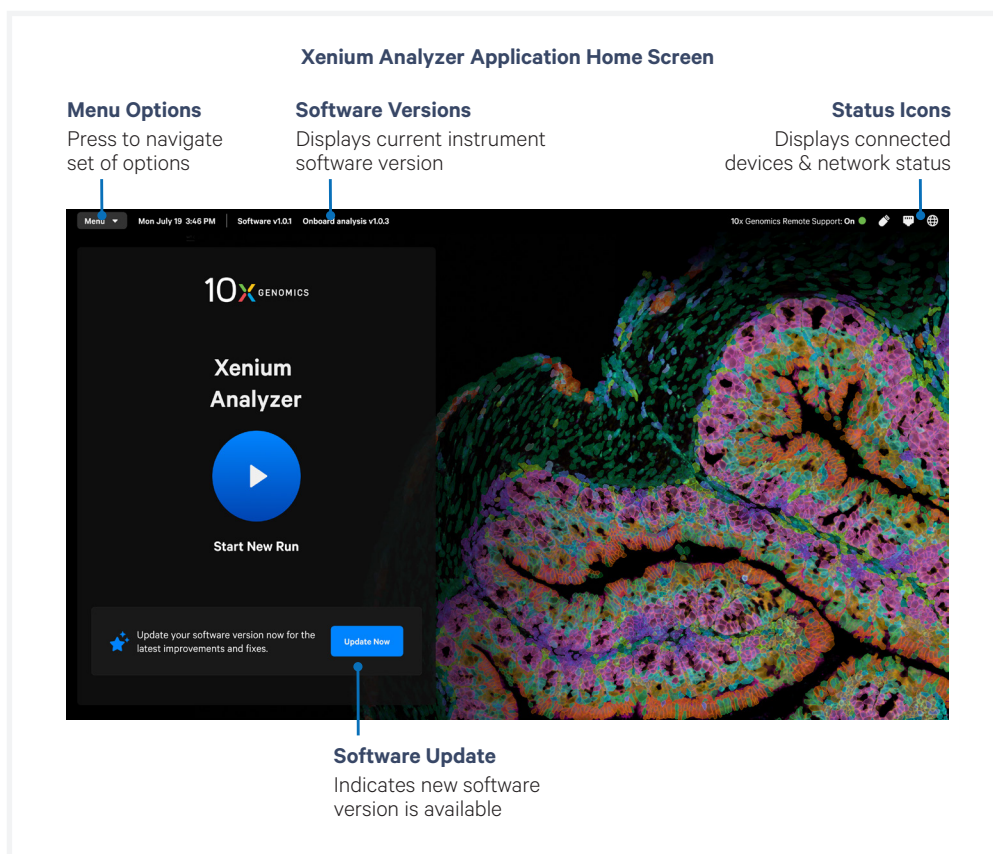 Xenium Analyzer Application Home Screen
Menu Options
Press to navigate
set of options
Software Versions
Displays current instrument
software version
Status Icons
Displays connected
devices & network status
Menu
Mon July 19 3:46 PM
Software v1.0.1
Onboard analysis v1.0.3
10x Genomics Remote Support: On
10X GENOMICS
Xenium
Analyzer
Start New Run
Update your software version now for the
latest improvements and fixes.
Update Now
Software Update
Indicates new software
version is available